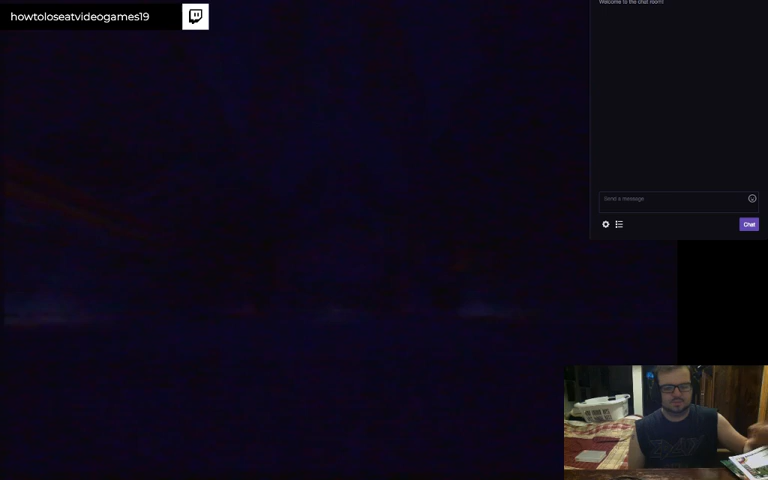 howtoloseatvideogames19
Welcome to the chat room!
Send a message
Chat